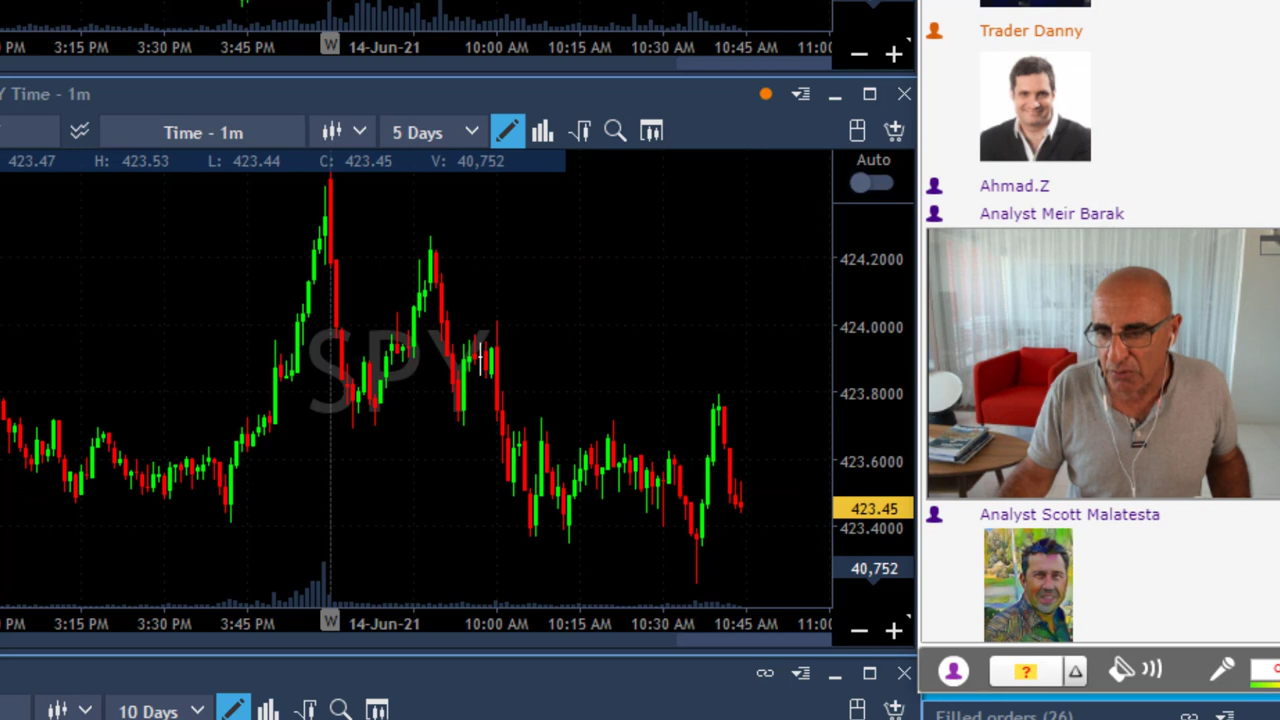 PM 3:15 PM 3:30 PM 3:45 PM W 14-Jun-21 10:00 AM 10:15 AM 10:30 AM 10:45 AM 11:00
Y Time - 1m
Time - 1m 5 Days
423.47 H: 423.53 L: 423.44 C: 423.45 V: 40,752
Auto
SPY
424.2000
424.0000
423.8000
423.6000
423.45
423.4000
40,752
PM 3:15 PM 3:30 PM 3:45 PM W 14-Jun-21 10:00 AM 10:15 AM 10:30 AM 10:45 AM 11:00
10 Days
Trader Danny
Ahmad.Z
Analyst Meir Barak
Analyst Scott Malatesta
?
Filled orders (26)